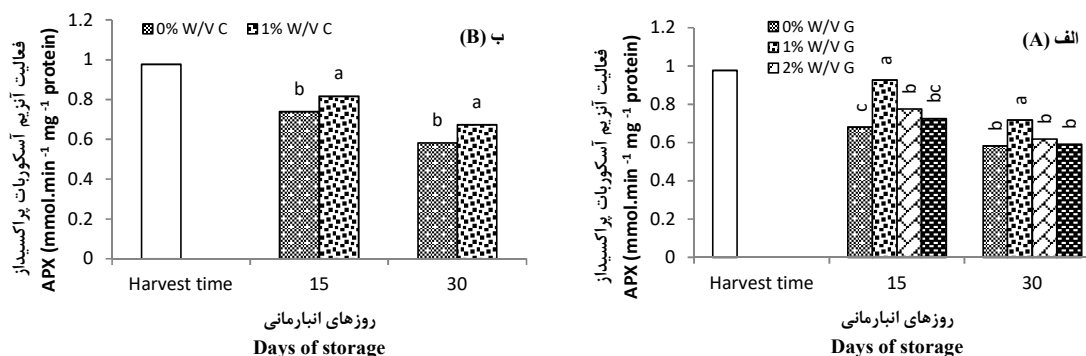 ب (B)
0% W/V C
1% W/V C
فعالیت آنزیم آسکوربات پراکسیداز
APX (mmol.min -1 mg -1 protein)
1.2
1
0.8
0.6
0.4
0.2
0
b
a
b
a
Harvest time
15
30
روزهای انبارمانی
Days of storage
الف (A)
0% W/V G
1% W/V G
2% W/V G
فعالیت آنزیم آسکوربات پراکسیداز
APX (mmol.min -1 mg -1 protein)
1.2
1
0.8
0.6
0.4
0.2
0
c
a
b
bc
b
a
b
b
Harvest time
15
30
روزهای انبارمانی
Days of storage